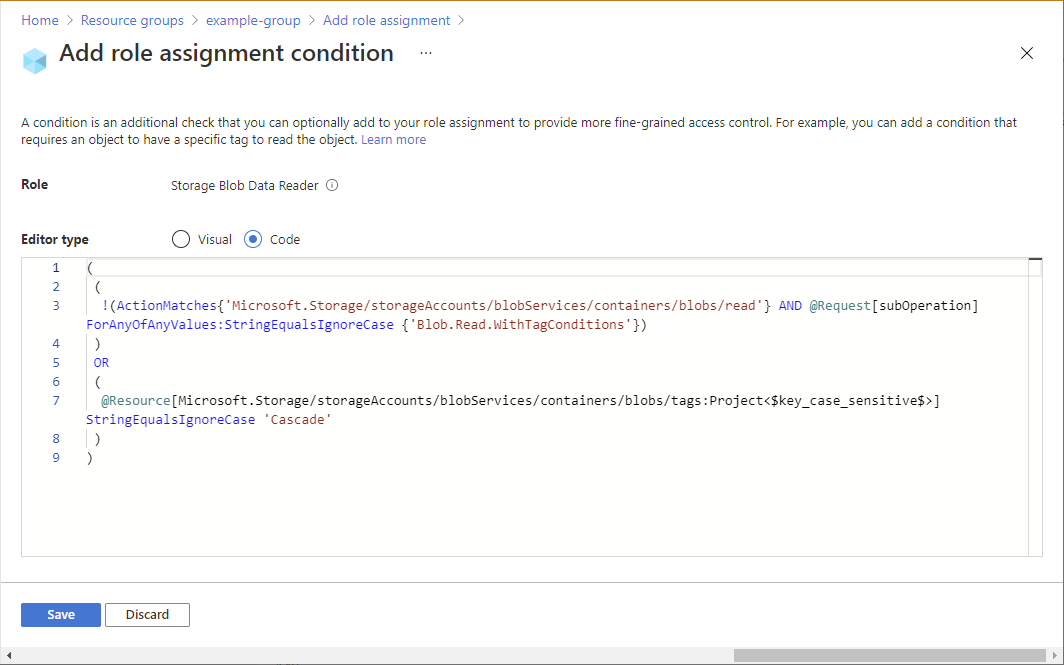 Home > Resource groups > example-group > Add role assignment >
Add role assignment condition ...
A condition is an additional check that you can optionally add to your role assignment to provide more fine-grained access control. For example, you can add a condition that
requires an object to have a specific tag to read the object. Learn more
Role Storage Blob Data Reader
Editor type Visual Code
1 (
2 (
3 !(ActionMatches{'Microsoft.Storage/storageAccounts/blobServices/containers/blobs/read'} AND @Request[subOperation]
ForAnyOfAnyValues:StringEqualsIgnoreCase {'Blob.Read.WithTagConditions'})
4 )
5 OR
6 (
7 @Resource[Microsoft.Storage/storageAccounts/blobServices/containers/blobs/tags:Project<$key_case_sensitive$>]
StringEqualsIgnoreCase 'Cascade'
8 )
9 )
Save Discard